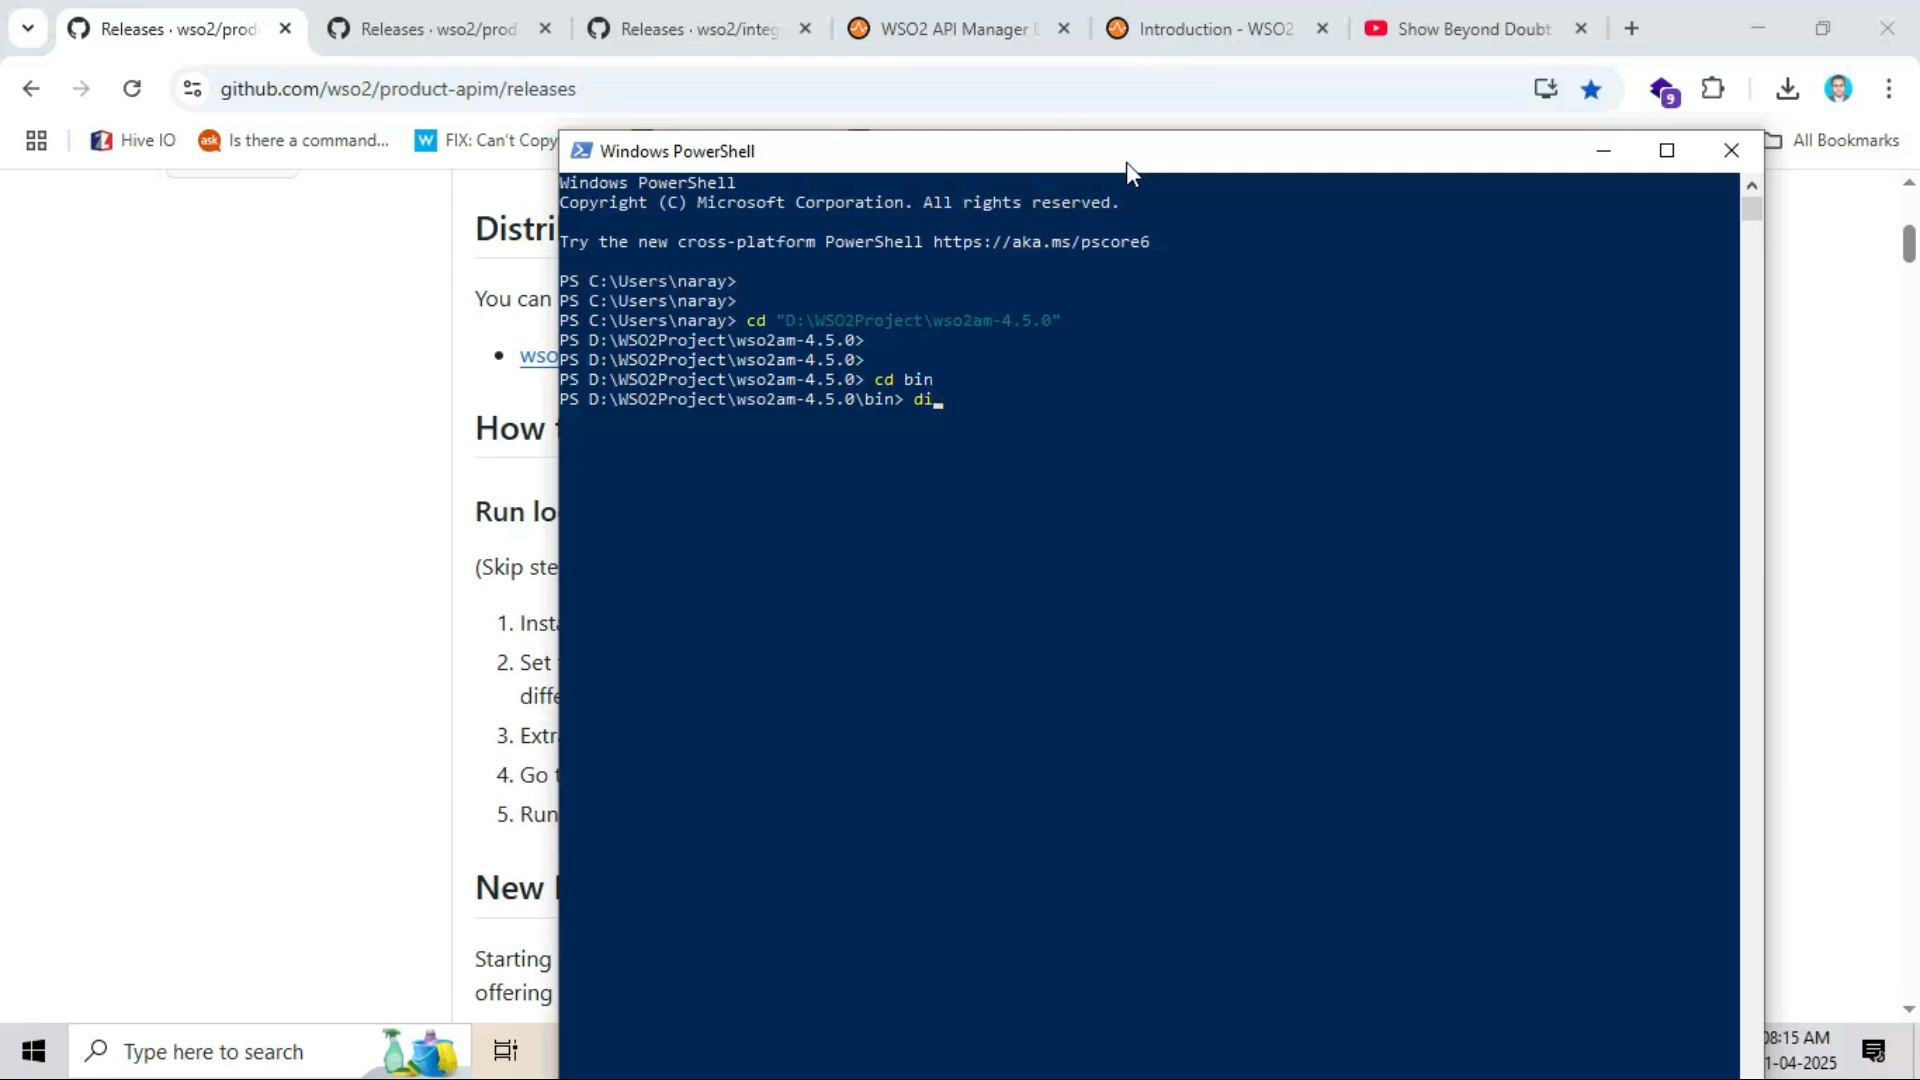 Releases · wso2/prod
Releases · wso2/prod
Releases · wso2/integ
WSO2 API Manager
Introduction - WSO2
Show Beyond Doubt
github.com/wso2/product-apim/releases
9
Hive IO
Is there a command...
FIX: Can't Copy
All Bookmarks
Windows PowerShell
Windows PowerShell
Copyright (C) Microsoft Corporation. All rights reserved.
Try the new cross-platform PowerShell https://aka.ms/pscore6
PS C:\Users\naray>
PS C:\Users\naray>
PS C:\Users\naray> cd "D:\WSO2Project\wso2am-4.5.0"
PS D:\WSO2Project\wso2am-4.5.0>
PS D:\WSO2Project\wso2am-4.5.0>
PS D:\WSO2Project\wso2am-4.5.0> cd bin
PS D:\WSO2Project\wso2am-4.5.0\bin> di
Distri
You can
wso
How
Run lo
(Skip ste
1. Insta
2. Set
diffe
3. Extr
4. Go t
5. Run
New
Starting
offering
Type here to search
08:15 AM
1-04-2025